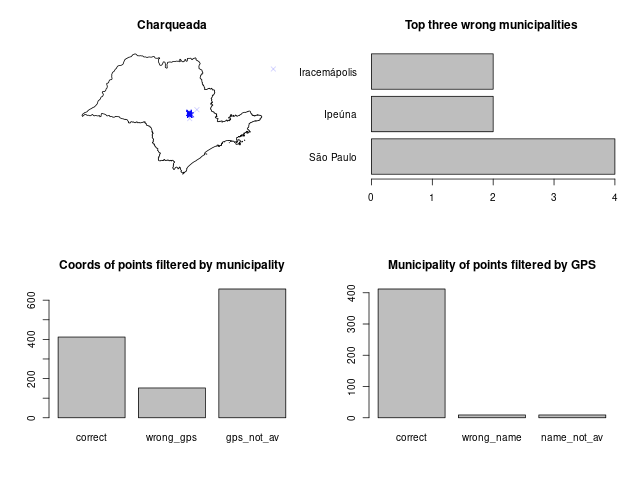 Charqueada
Top three wrong municipalities
Iracemápolis
Ipeúna
São Paulo
0 1 2 3 4
Coords of points filtered by municipality
0 200 400 600
correct wrong_gps gps_not_av
Municipality of points filtered by GPS
0 100 200 300 400
correct wrong_name name_not_av